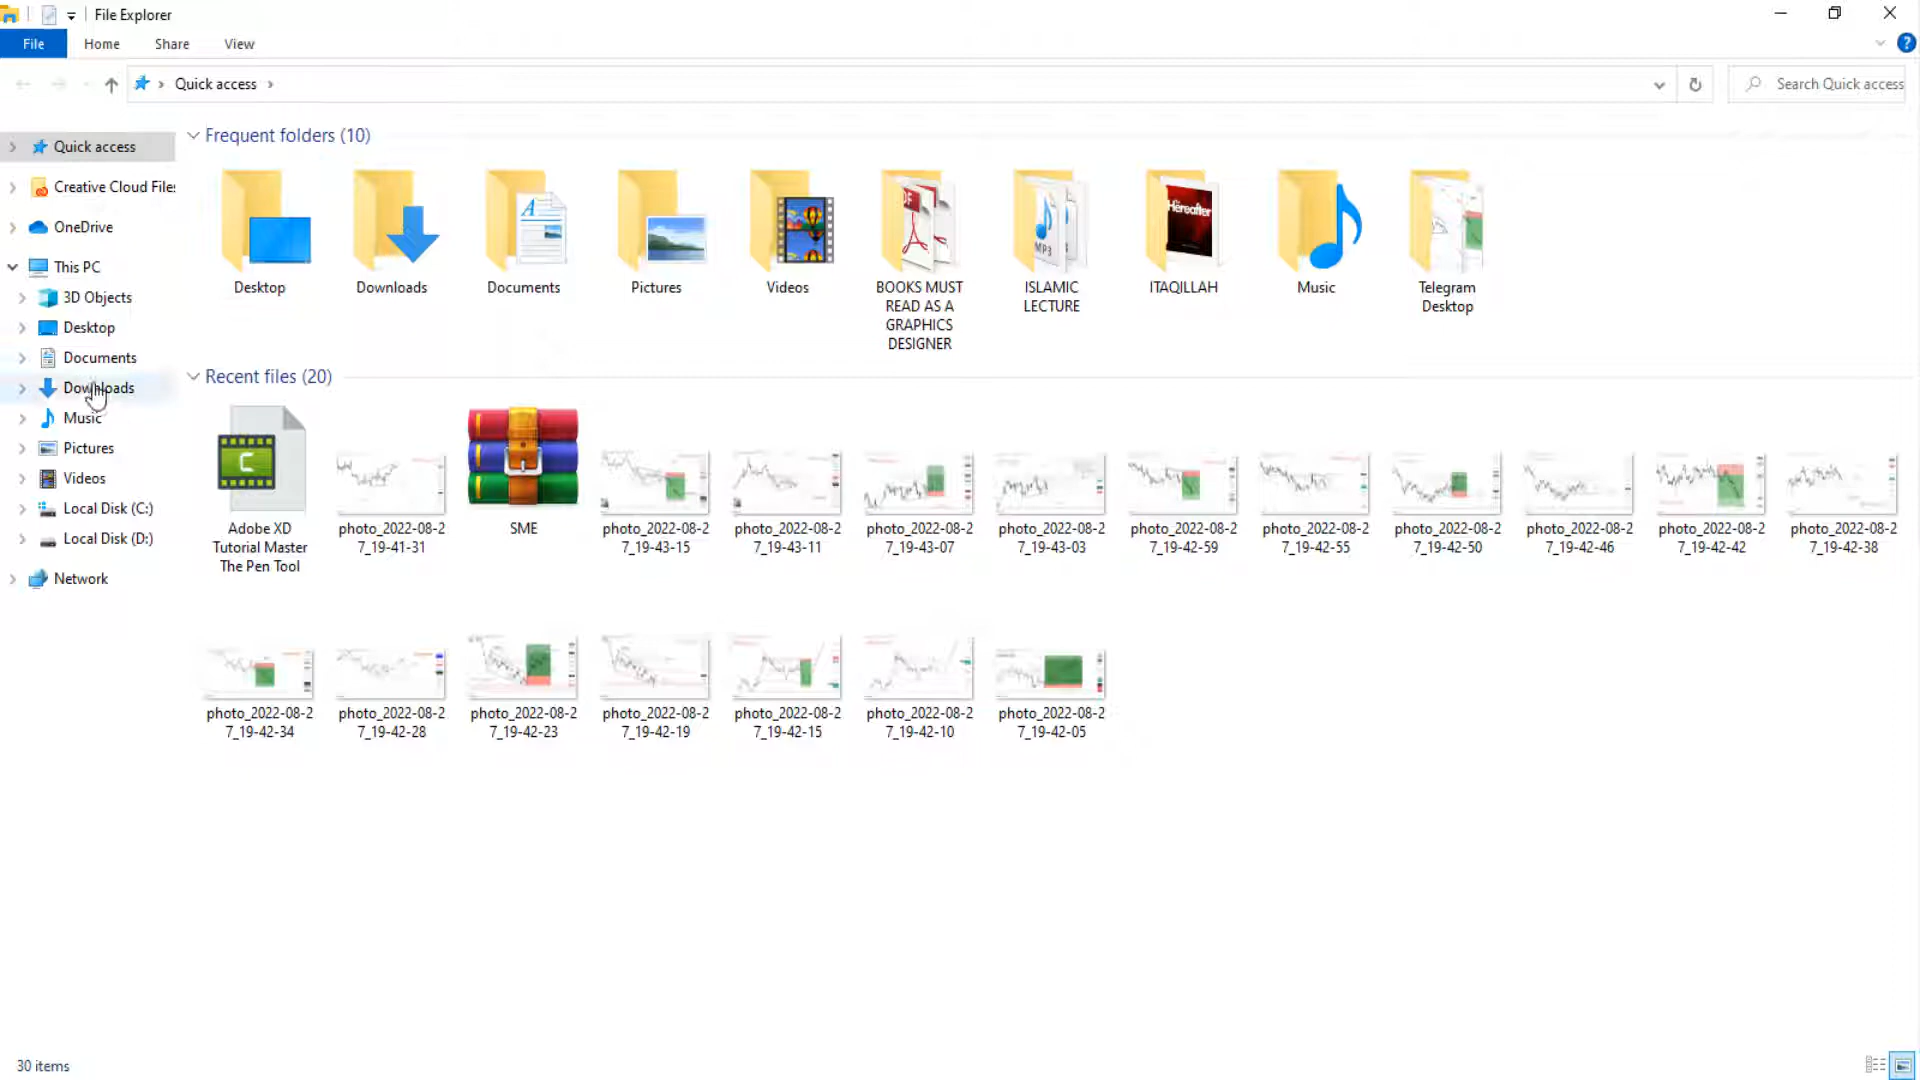 File Explorer
File Home Share View
Quick access
Search Quick access
Quick access
Creative Cloud Files
OneDrive
This PC
3D Objects
Desktop
Documents
Downloads
Music
Pictures
Videos
Local Disk (C:)
Local Disk (D:)
Network
Frequent folders (10)
Desktop
Downloads
Documents
Pictures
Videos
BOOKS MUST
READ AS A
GRAPHICS
DESIGNER
MP3
ISLAMIC
LECTURE
Hereafter
ITAQILLAH
Music
Telegram
Desktop
Recent files (20)
Adobe XD
Tutorial Master
The Pen Tool
photo_2022-08-2
7_19-41-31
SME
photo_2022-08-2
7_19-43-15
photo_2022-08-2
7_19-43-11
photo_2022-08-2
7_19-43-07
photo_2022-08-2
7_19-43-03
photo_2022-08-2
7_19-42-59
photo_2022-08-2
7_19-42-55
photo_2022-08-2
7_19-42-50
photo_2022-08-2
7_19-42-46
photo_2022-08-2
7_19-42-42
photo_2022-08-2
7_19-42-38
photo_2022-08-2
7_19-42-34
photo_2022-08-2
7_19-42-28
photo_2022-08-2
7_19-42-23
photo_2022-08-2
7_19-42-19
photo_2022-08-2
7_19-42-15
photo_2022-08-2
7_19-42-10
photo_2022-08-2
7_19-42-05
30 items